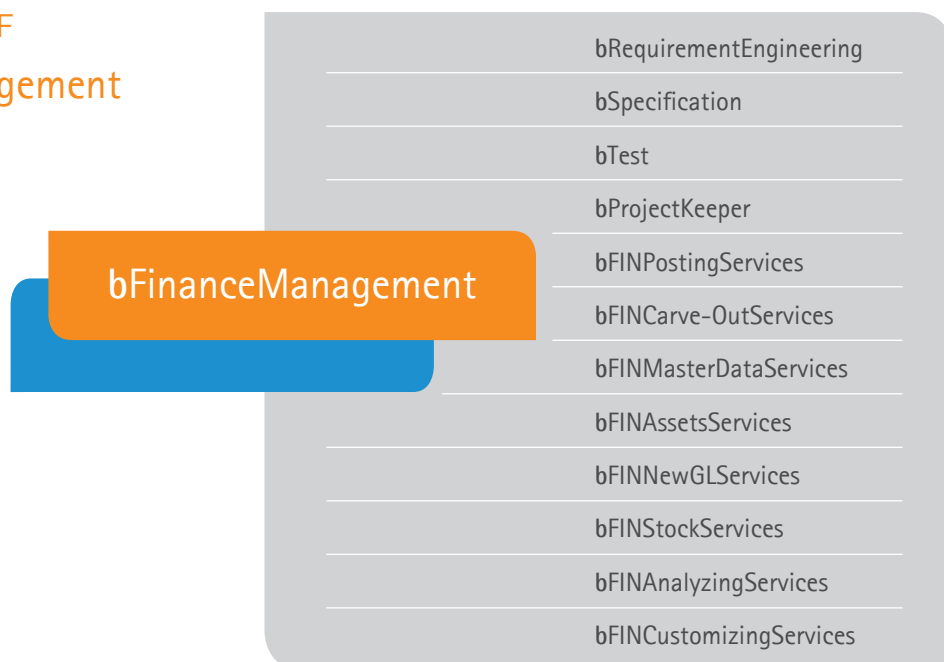 F
gement
bRequirementEngineering
bSpecification
bTest
bProjectKeeper
bFinanceManagement
bFINPostingServices
bFINCarve-OutServices
bFINMasterDataServices
bFINAssetsServices
bFINNewGLServices
bFINStockServices
bFINAnalyzingServices
bFINCustomizingServices